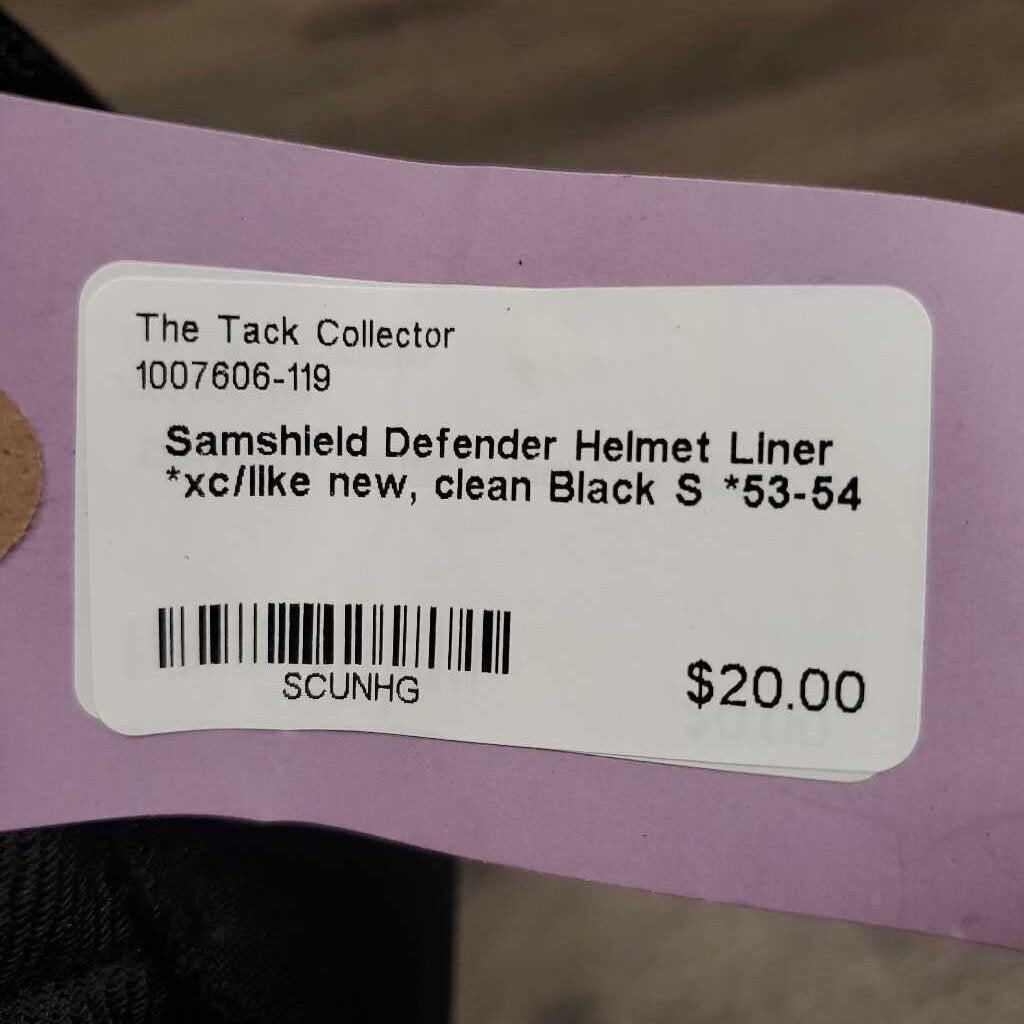 The Tack Collector
1007606-119
Samshield Defender Helmet Liner
*xc/like new, clean Black S *53-54
SCUNHG
$20.00